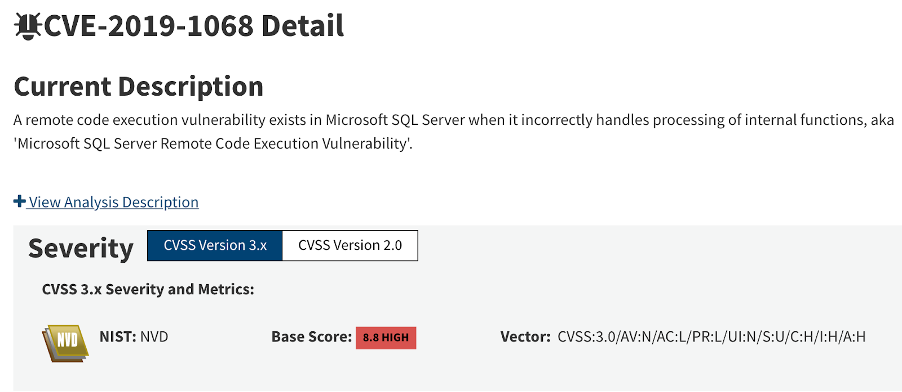 CVE-2019-1068 Detail
Current Description
A remote code execution vulnerability exists in Microsoft SQL Server when it incorrectly handles processing of internal functions, aka
'Microsoft SQL Server Remote Code Execution Vulnerability'.
View Analysis Description
Severity CVSS Version 3.x CVSS Version 2.0
CVSS 3.x Severity and Metrics:
NVD NIST: NVD Base Score: 8.8 HIGH Vector: CVSS:3.0/AV:N/AC:L/PR:L/UI:N/S:U/C:H/I:H/A:H